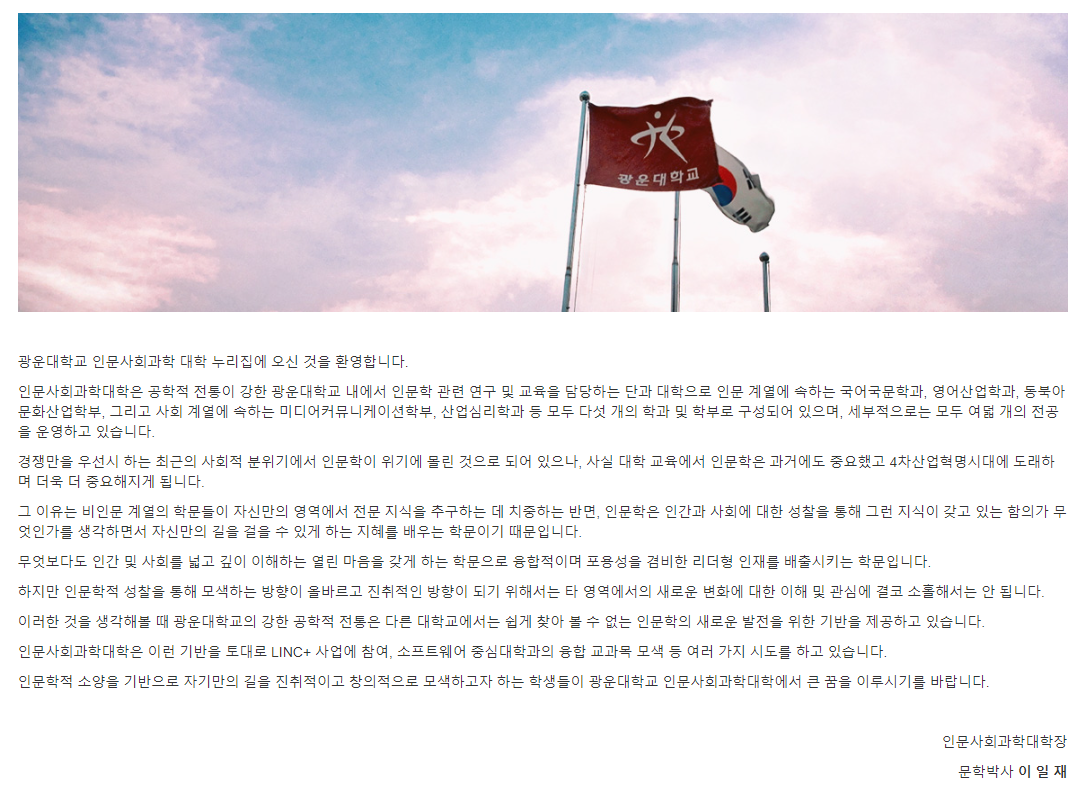 광운대학교
광운대학교 인문사회과학 대학 누리집에 오신 것을 환영합니다.
인문사회과학대학은 공학적 전통이 강한 광운대학교 내에서 인문학 관련 연구 및 교육을 담당하는 단과 대학으로 인문 계열에 속하는 국어국문학과, 영어산업학과, 동북아
문화산업학부, 그리고 사회 계열에 속하는 미디어커뮤니케이션학부, 산업심리학과 등 모두 다섯 개의 학과 및 학부로 구성되어 있으며, 세부적으로는 모두 여덟 개의 전공
을 운영하고 있습니다.
경쟁만을 우선시 하는 최근의 사회적 분위기에서 인문학이 위기에 몰린 것으로 되어 있으나, 사실 대학 교육에서 인문학은 과거에도 중요했고 4차산업혁명시대에 도래하
며 더욱 더 중요해지게 됩니다.
그 이유는 비인문 계열의 학문들이 자신만의 영역에서 전문 지식을 추구하는 데 치중하는 반면, 인문학은 인간과 사회에 대한 성찰을 통해 그런 지식이 갖고 있는 함의가 무
엇인가를 생각하면서 자신만의 길을 걸을 수 있게 하는 지혜를 배우는 학문이기 때문입니다.
무엇보다도 인간 및 사회를 넓고 깊이 이해하는 열린 마음을 갖게 하는 학문으로 융합적이며 포용성을 겸비한 리더형 인재를 배출시키는 학문입니다.
하지만 인문학적 성찰을 통해 모색하는 방향이 올바르고 진취적인 방향이 되기 위해서는 타 영역에서의 새로운 변화에 대한 이해 및 관심에 결코 소홀해서는 안 됩니다.
이러한 것을 생각해볼 때 광운대학교의 강한 공학적 전통은 다른 대학교에서는 쉽게 찾아 볼 수 없는 인문학의 새로운 발전을 위한 기반을 제공하고 있습니다.
인문사회과학대학은 이런 기반을 토대로 LINC+ 사업에 참여, 소프트웨어 중심대학과의 융합 교과목 모색 등 여러 가지 시도를 하고 있습니다.
인문학적 소양을 기반으로 자기만의 길을 진취적이고 창의적으로 모색하고자 하는 학생들이 광운대학교 인문사회과학대학에서 큰 꿈을 이루시기를 바랍니다.
인문사회과학대학장
문학박사 이 일 재